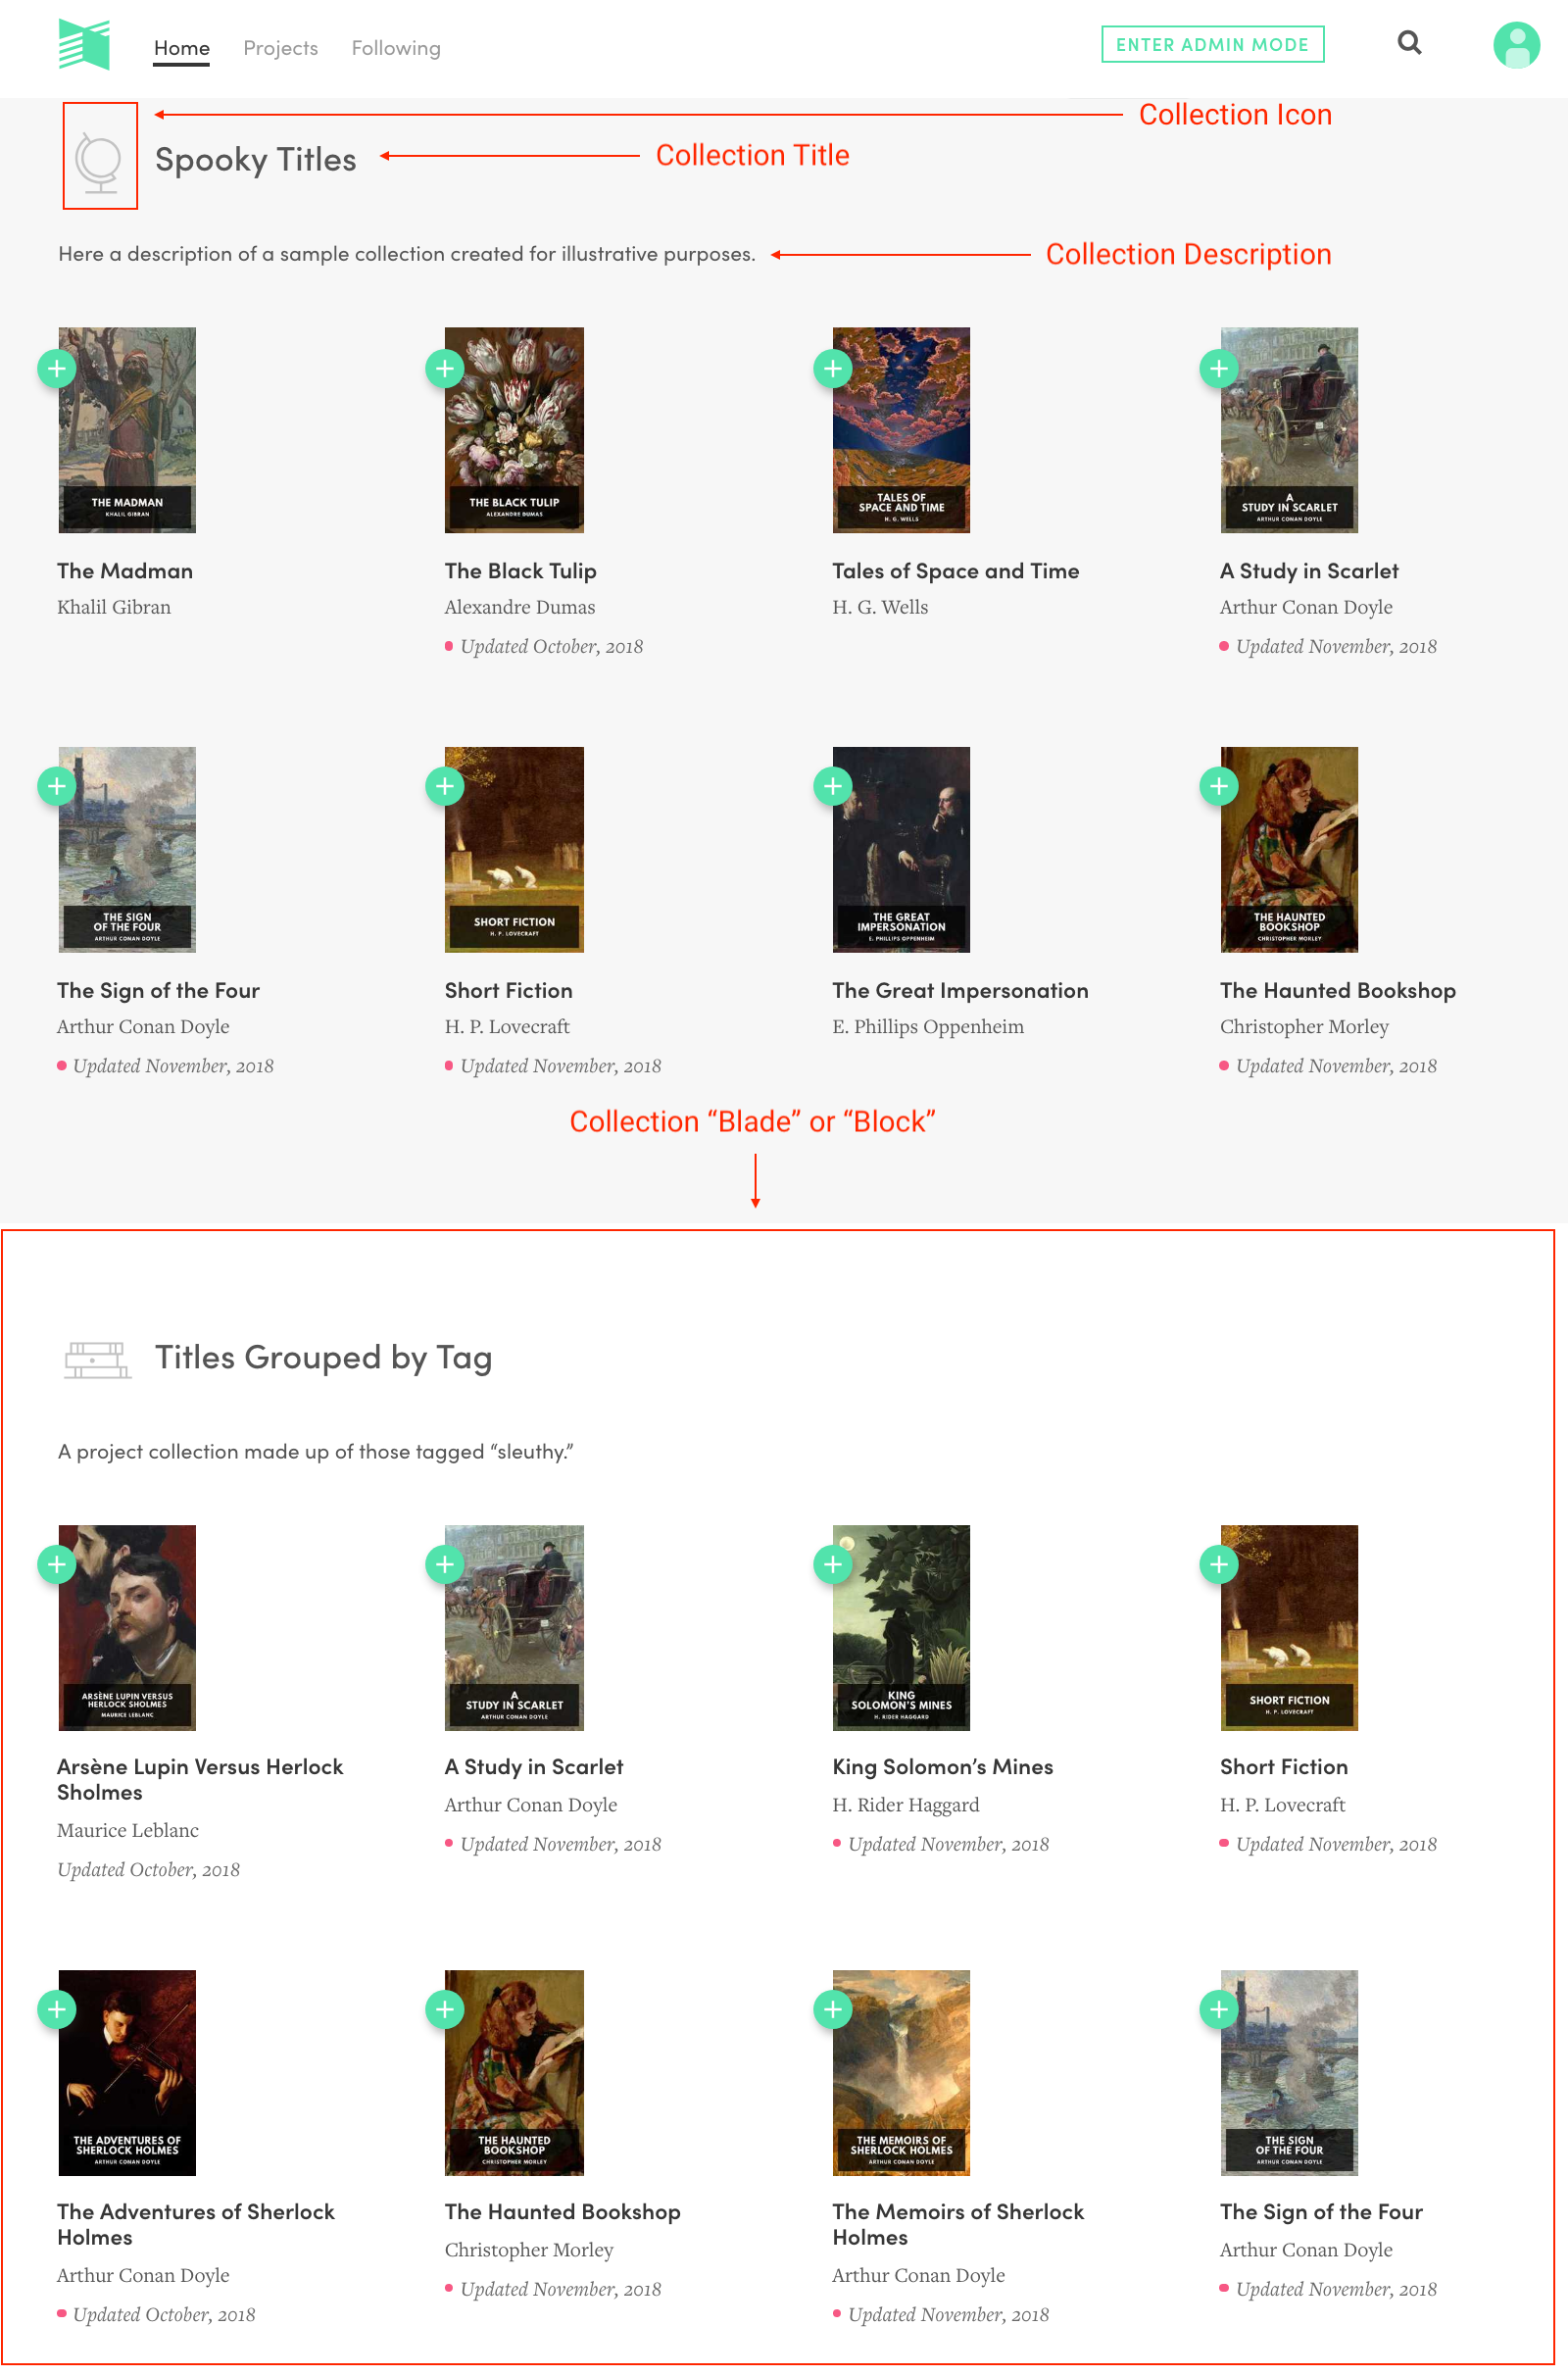 Home Projects Following ENTER ADMIN MODE
Collection Icon
Spooky Titles Collection Title
Here a description of a sample collection created for illustrative purposes. Collection Description
THE MADMAN
KHALIL GIBRAN
THE BLACK TULIP
ALEXANDRE DUMAS
TALES OF
SPACE AND TIME
H. G. WELLS
A
STUDY IN SCARLET
ARTHUR CONAN DOYLE
The Madman
Khalil Gibran
The Black Tulip
Alexandre Dumas
Updated October, 2018
Tales of Space and Time
H. G. Wells
A Study in Scarlet
Arthur Conan Doyle
Updated November, 2018
THE SIGN
OF THE FOUR
ARTHUR CONAN DOYLE
SHORT FICTION
H. P. LOVECRAFT
THE GREAT
IMPERSONATION
E. PHILLIPS OPPENHEIM
THE HAUNTED
BOOKSHOP
CHRISTOPHER MORLEY
The Sign of the Four
Arthur Conan Doyle
Updated November, 2018
Short Fiction
H. P. Lovecraft
Updated November, 2018
The Great Impersonation
E. Phillips Oppenheim
The Haunted Bookshop
Christopher Morley
Updated November, 2018
Collection “Blade” or “Block”
Titles Grouped by Tag
A project collection made up of those tagged “sleuthy.”
ARSÈNE LUPIN VERSUS
HERLOCK SHOLMES
MAURICE LEBLANC
A
STUDY IN SCARLET
ARTHUR CONAN DOYLE
KING
SOLOMON’S MINES
H. RIDER HAGGARD
SHORT FICTION
H. P. LOVECRAFT
Arsène Lupin Versus Herlock
Sholmes
Maurice Leblanc
Updated October, 2018
A Study in Scarlet
Arthur Conan Doyle
Updated November, 2018
King Solomon’s Mines
H. Rider Haggard
Updated November, 2018
Short Fiction
H. P. Lovecraft
Updated November, 2018
THE ADVENTURES OF
SHERLOCK HOLMES
ARTHUR CONAN DOYLE
THE HAUNTED
BOOKSHOP
CHRISTOPHER MORLEY
THE MEMOIRS OF
SHERLOCK HOLMES
ARTHUR CONAN DOYLE
THE SIGN
OF THE FOUR
ARTHUR CONAN DOYLE
The Adventures of Sherlock
Holmes
Arthur Conan Doyle
Updated October, 2018
The Haunted Bookshop
Christopher Morley
Updated November, 2018
The Memoirs of Sherlock
Holmes
Arthur Conan Doyle
Updated November, 2018
The Sign of the Four
Arthur Conan Doyle
Updated November, 2018